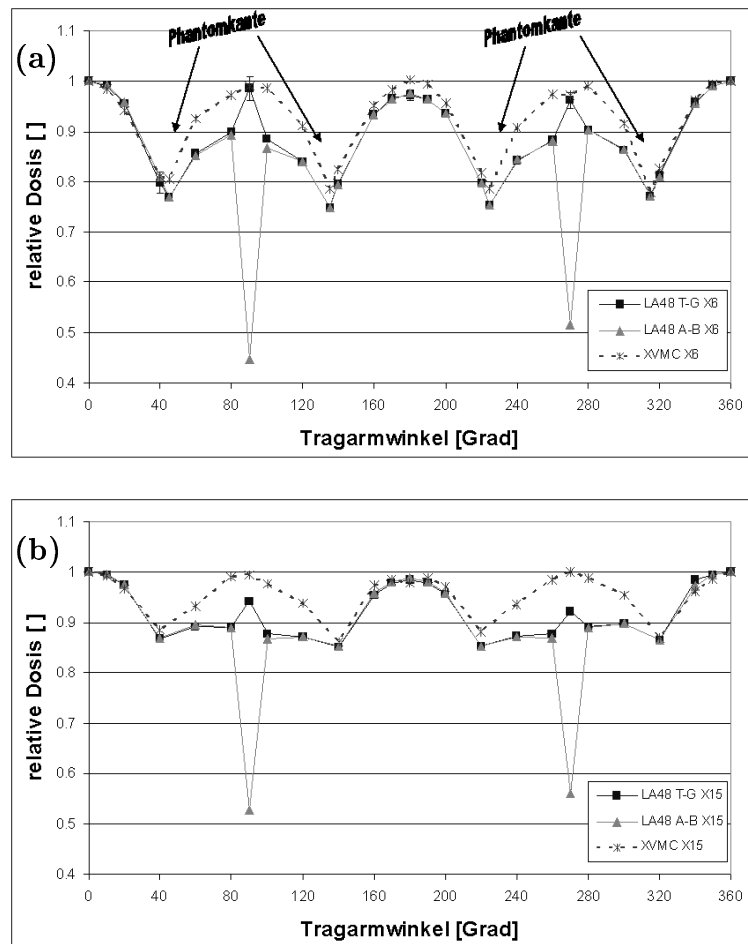 (a)
Phantomkante
Phantomkante
relative Dosis [ ]
1.1
1
0.9
0.8
0.7
0.6
0.5
0.4
LA48 T-G X6
LA48 A-B X6
XVMC X6
0 40 80 120 160 200 240 280 320 360
Tragarmwinkel [Grad]
(b)
relative Dosis [ ]
1.1
1
0.9
0.8
0.7
0.6
0.5
0.4
LA48 T-G X15
LA48 A-B X15
XVMC X15
0 40 80 120 160 200 240 280 320 360
Tragarmwinkel [Grad]